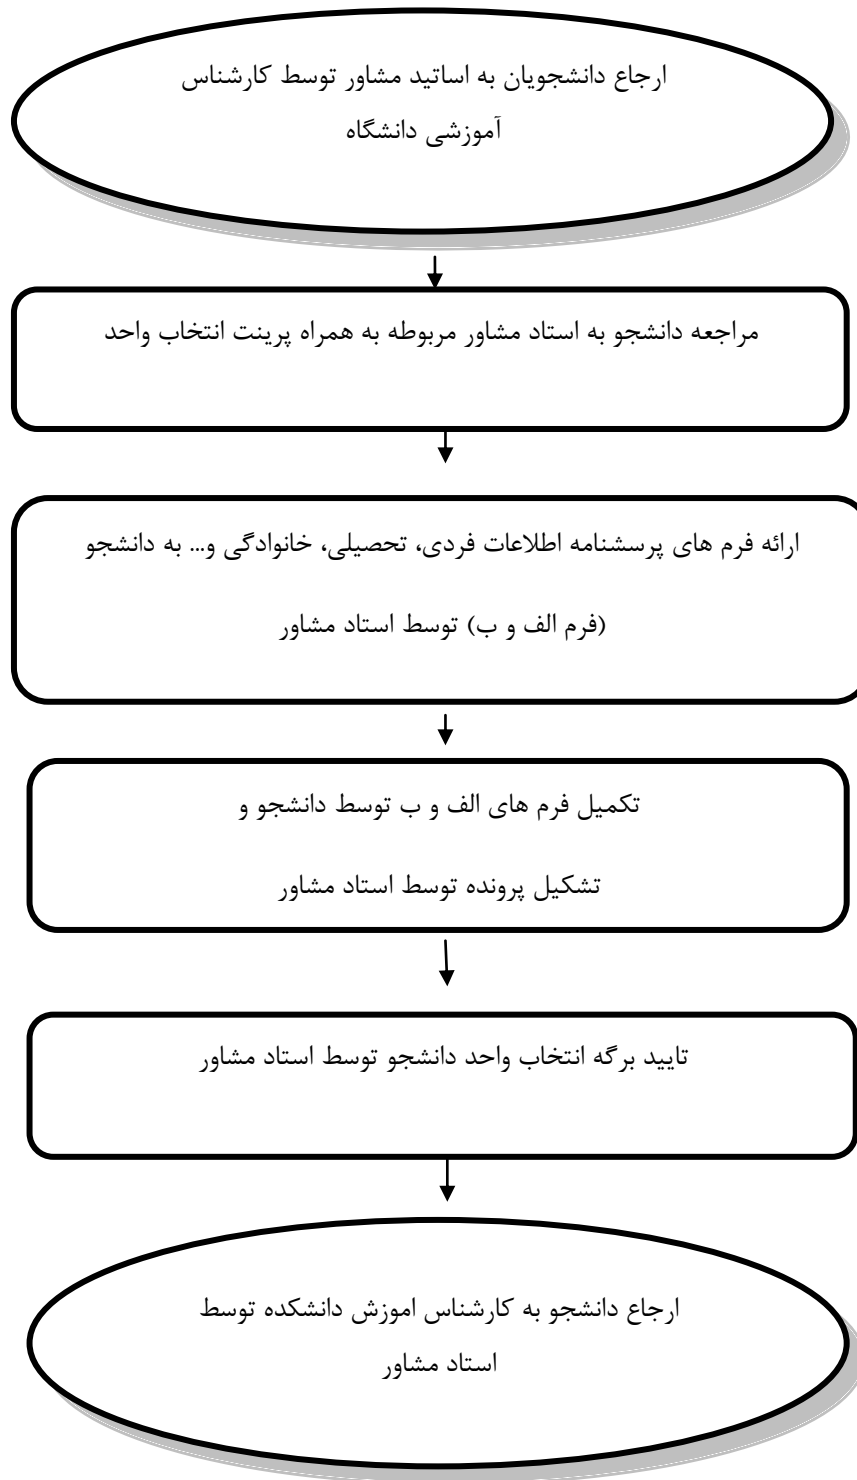 ارجاع دانشجویان به اساتید مشاور توسط کارشناس
آموزشی دانشگاه
مراجعه دانشجو به استاد مشاور مربوطه به همراه پرینت انتخاب واحد
ارائه فرم های پرسشنامه اطلاعات فردی، تحصیلی، خانوادگی و... به دانشجو
(فرم الف و ب) توسط استاد مشاور
تکمیل فرم های الف و ب توسط دانشجو و
تشکیل پرونده توسط استاد مشاور
تایید برگه انتخاب واحد دانشجو توسط استاد مشاور
ارجاع دانشجو به کارشناس اموزش دانشکده توسط
استاد مشاور